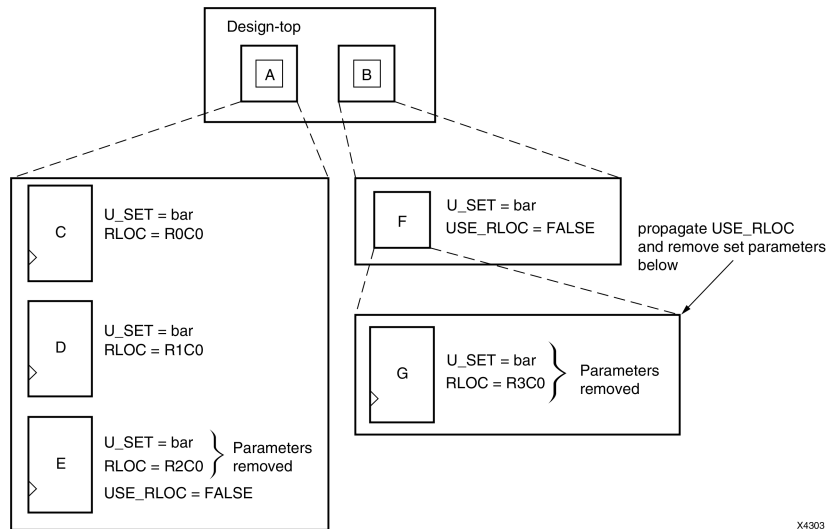 Design-top
A
B
C
U_SET = bar
RLOC = R0C0
D
U_SET = bar
RLOC = R1C0
E
U_SET = bar
RLOC = R2C0
USE_RLOC = FALSE
Parameters
removed
F
U_SET = bar
USE_RLOC = FALSE
propagate USE_RLOC
and remove set parameters
below
G
U_SET = bar
RLOC = R3C0
Parameters
removed
X4303